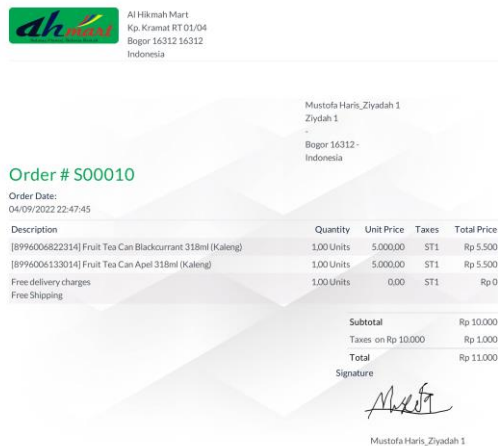 ahmart
Al Hikmah Mart
Kp. Kramat RT 01/04
Bogor 16312 16312
Indonesia
Mustofa Haris_Ziyadah 1
Ziydah 1
-
Bogor 16312 -
Indonesia
Order # S00010
Order Date:
04/09/2022 22:47:45
Description Quantity Unit Price Taxes Total Price
[8996006822314] Fruit Tea Can Blackcurrant 318ml (Kaleng) 1,00 Units 5.000,00 ST1 Rp 5.500
[8996006133014] Fruit Tea Can Apel 318ml (Kaleng) 1,00 Units 5.000,00 ST1 Rp 5.500
Free delivery charges 1,00 Units 0,00 ST1 Rp 0
Free Shipping
Subtotal Rp 10.000
Taxes on Rp 10.000 Rp 1.000
Total Rp 11.000
Signature
Mustofa Haris_Ziyadah 1